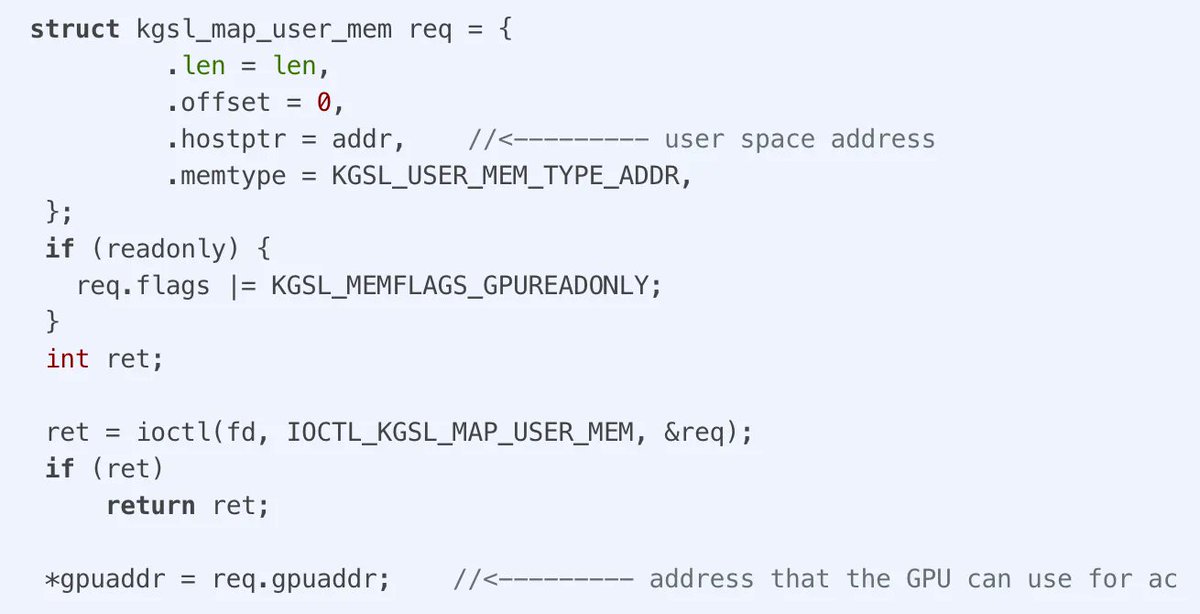 struct kgsl_map_user_mem req = {
.len = len,
.offset = 0,
.hostptr = addr, //<--------- user space address
.memtype = KGSL_USER_MEM_TYPE_ADDR,
};
if (readonly) {
req.flags |= KGSL_MEMFLAGS_GPUREADONLY;
}
int ret;
ret = ioctl(fd, IOCTL_KGSL_MAP_USER_MEM, &req);
if (ret)
return ret;
*gpuaddr = req.gpuaddr; //<--------- address that the GPU can use for ac